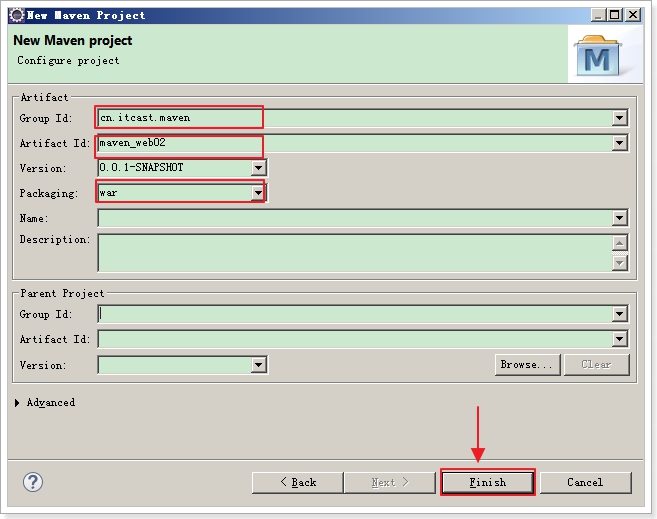 New Maven Project
New Maven project
Configure project
M
Artifact
Group Id: cn.itcast.maven
Artifact Id: maven_web02
Version: 0.0.1-SNAPSHOT
Packaging: war
Name:
Description:
Parent Project
Group Id:
Artifact Id:
Version:
Browse... Clear
Advanced
? < Back Next > Finish Cancel